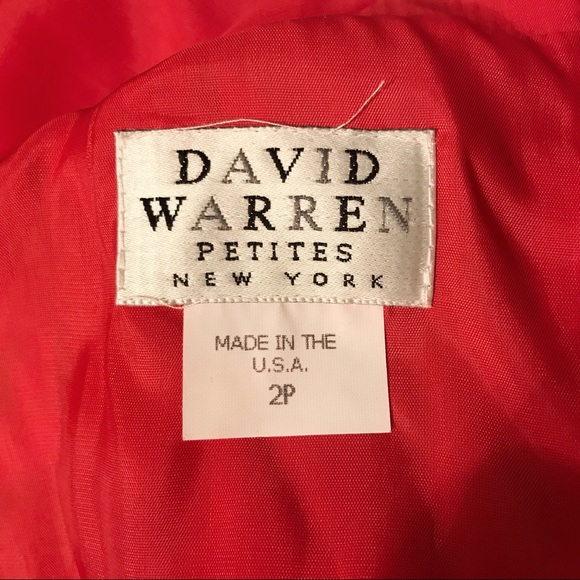 DAVID
WARREN
PETITES
NEW YORK
MADE IN THE
U.S.A.
2P